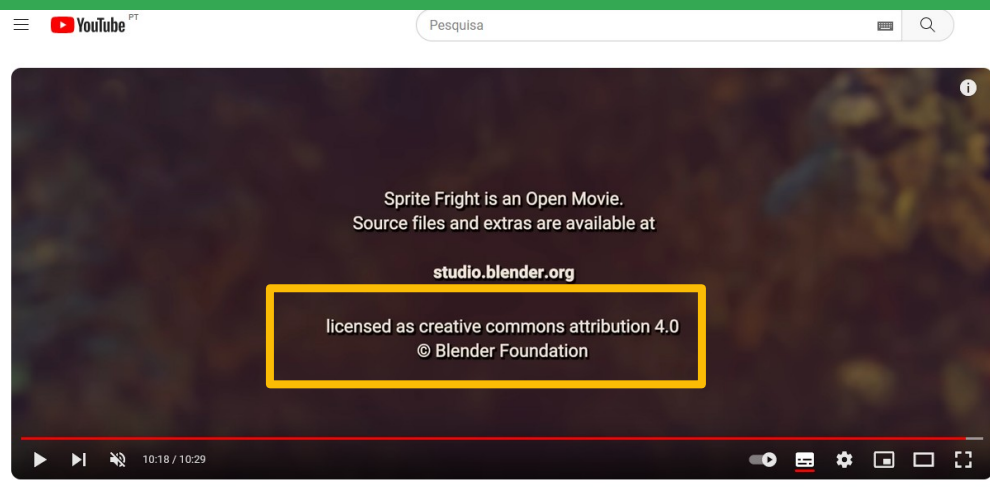 YouTube PT
Pesquisa
Sprite Fright is an Open Movie.
Source files and extras are available at
studio.blender.org
licensed as creative commons attribution 4.0
© Blender Foundation
10:18 / 10:29